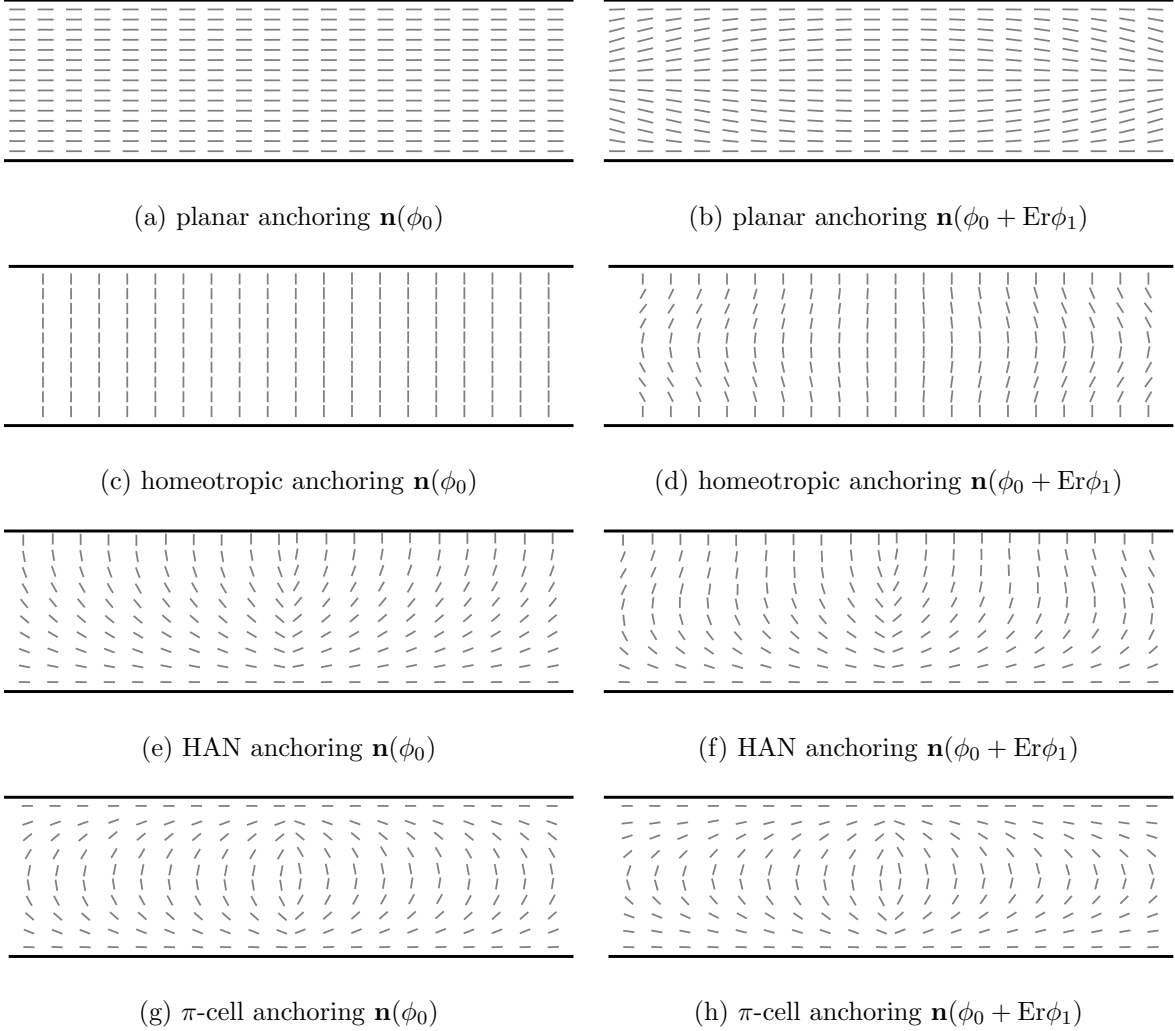 (a) planar anchoring n(ϕ₀)
(b) planar anchoring n(ϕ₀ + Erϕ₁)
(c) homeotropic anchoring n(ϕ₀)
(d) homeotropic anchoring n(ϕ₀ + Erϕ₁)
(e) HAN anchoring n(ϕ₀)
(f) HAN anchoring n(ϕ₀ + Erϕ₁)
(g) π-cell anchoring n(ϕ₀)
(h) π-cell anchoring n(ϕ₀ + Erϕ₁)